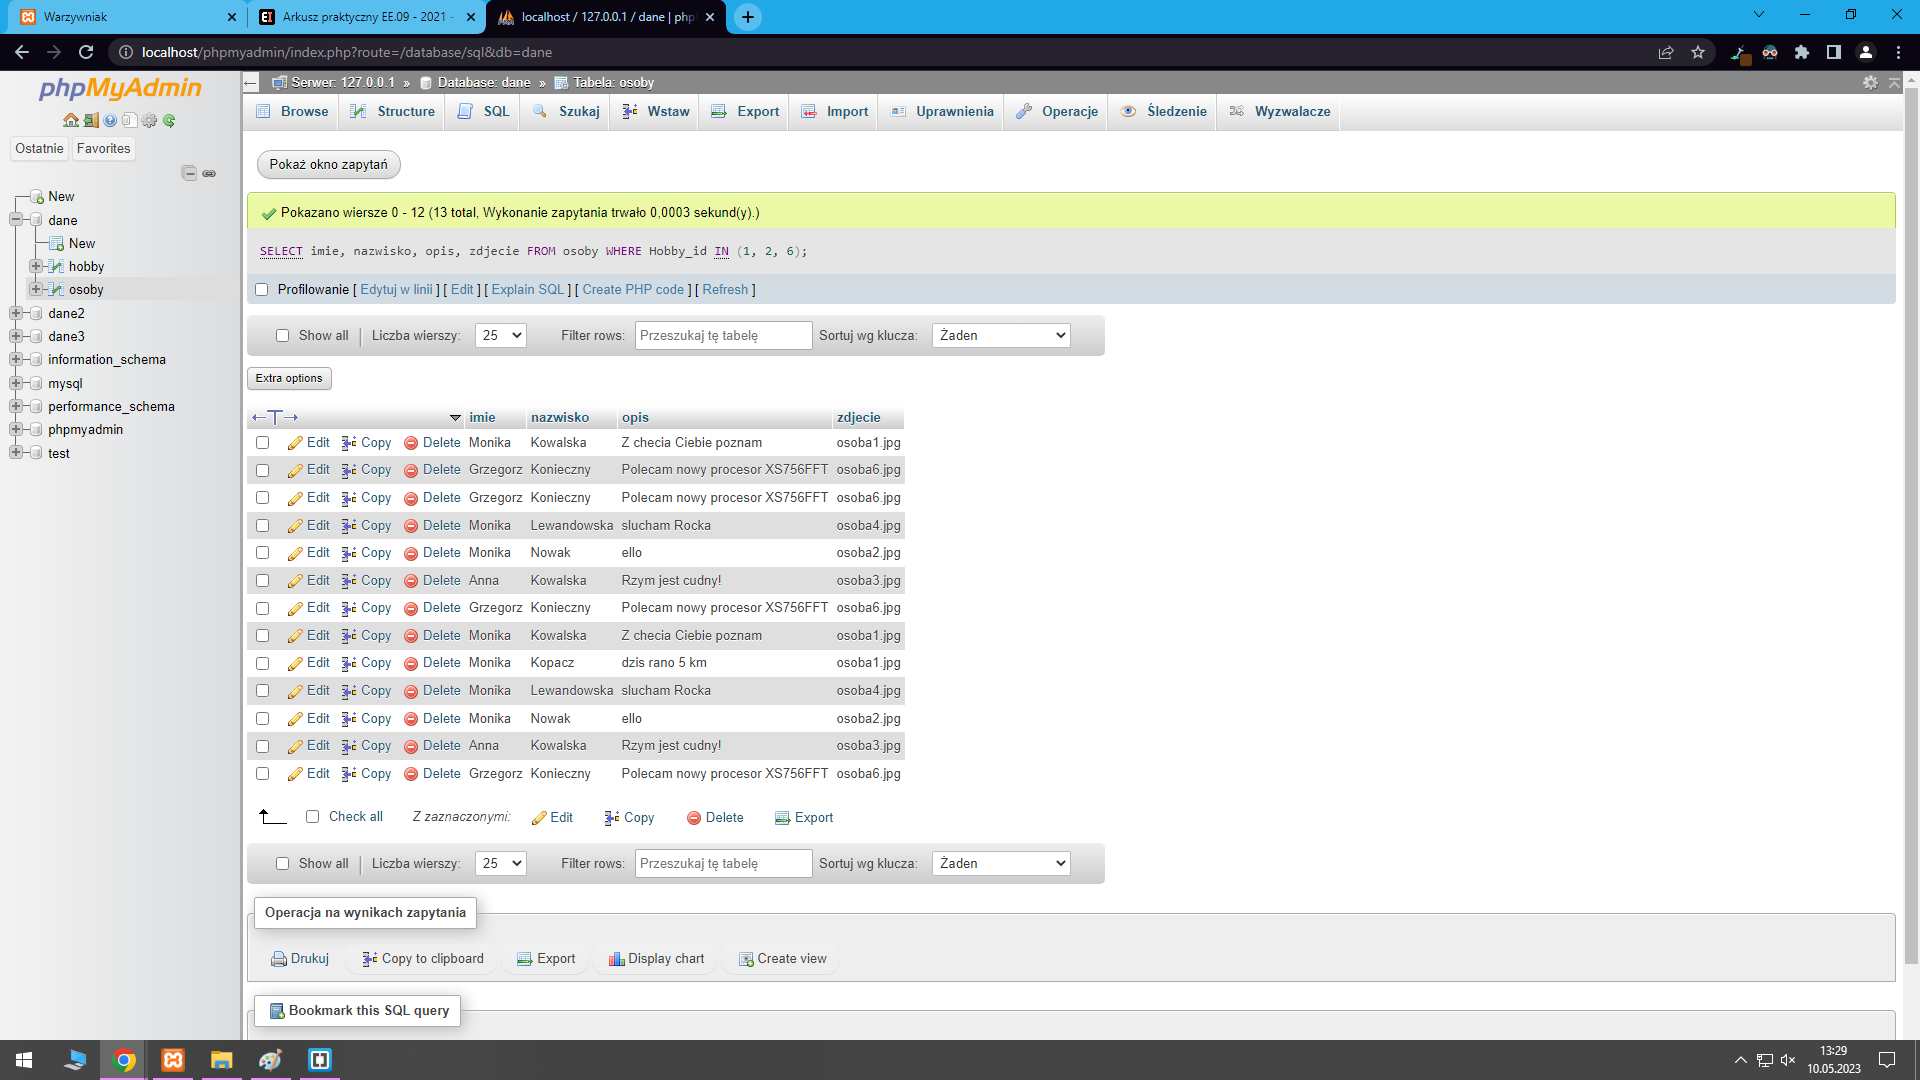 Warzywniak
Arkusz praktyczny EE.09 - 2021 -
localhost / 127.0.0.1 / dane | php
localhost/phpmyadmin/index.php?route=/database/sql&db=dane
phpMyAdmin
Ostatnie Favorites
New
dane
New
hobby
osoby
dane2
dane3
information_schema
mysql
performance_schema
phpmyadmin
test
Serwer: 127.0.0.1 » Database: dane » Tabela: osoby
Browse Structure SQL Szukaj Wstaw Export Import Uprawnienia Operacje Śledzenie Wyzwalacze
Pokaż okno zapytań
Pokazano wiersze 0 - 12 (13 total, Wykonanie zapytania trwało 0,0003 sekund(y).)
SELECT imie, nazwisko, opis, zdjecie FROM osoby WHERE Hobby_id IN (1, 2, 6);
Profilowanie [ Edytuj w linii ] [ Edit ] [ Explain SQL ] [ Create PHP code ] [ Refresh ]
Show all | Liczba wierszy: 25 Filter rows: Przeszukaj tę tabelę Sortuj wg klucza: Żaden
Extra options
←T→ imie nazwisko opis zdjecie
Edit Copy Delete Monika Kowalska Z checia Ciebie poznam osoba1.jpg
Edit Copy Delete Grzegorz Konieczny Polecam nowy procesor XS756FFT osoba6.jpg
Edit Copy Delete Grzegorz Konieczny Polecam nowy procesor XS756FFT osoba6.jpg
Edit Copy Delete Monika Lewandowska slucham Rocka osoba4.jpg
Edit Copy Delete Monika Nowak ello osoba2.jpg
Edit Copy Delete Anna Kowalska Rzym jest cudny! osoba3.jpg
Edit Copy Delete Grzegorz Konieczny Polecam nowy procesor XS756FFT osoba6.jpg
Edit Copy Delete Monika Kowalska Z checia Ciebie poznam osoba1.jpg
Edit Copy Delete Monika Kopacz dzis rano 5 km osoba1.jpg
Edit Copy Delete Monika Lewandowska slucham Rocka osoba4.jpg
Edit Copy Delete Monika Nowak ello osoba2.jpg
Edit Copy Delete Anna Kowalska Rzym jest cudny! osoba3.jpg
Edit Copy Delete Grzegorz Konieczny Polecam nowy procesor XS756FFT osoba6.jpg
Check all Z zaznaczonymi: Edit Copy Delete Export
Show all | Liczba wierszy: 25 Filter rows: Przeszukaj tę tabelę Sortuj wg klucza: Żaden
Operacja na wynikach zapytania
Drukuj Copy to clipboard Export Display chart Create view
Bookmark this SQL query
13:29
10.05.2023